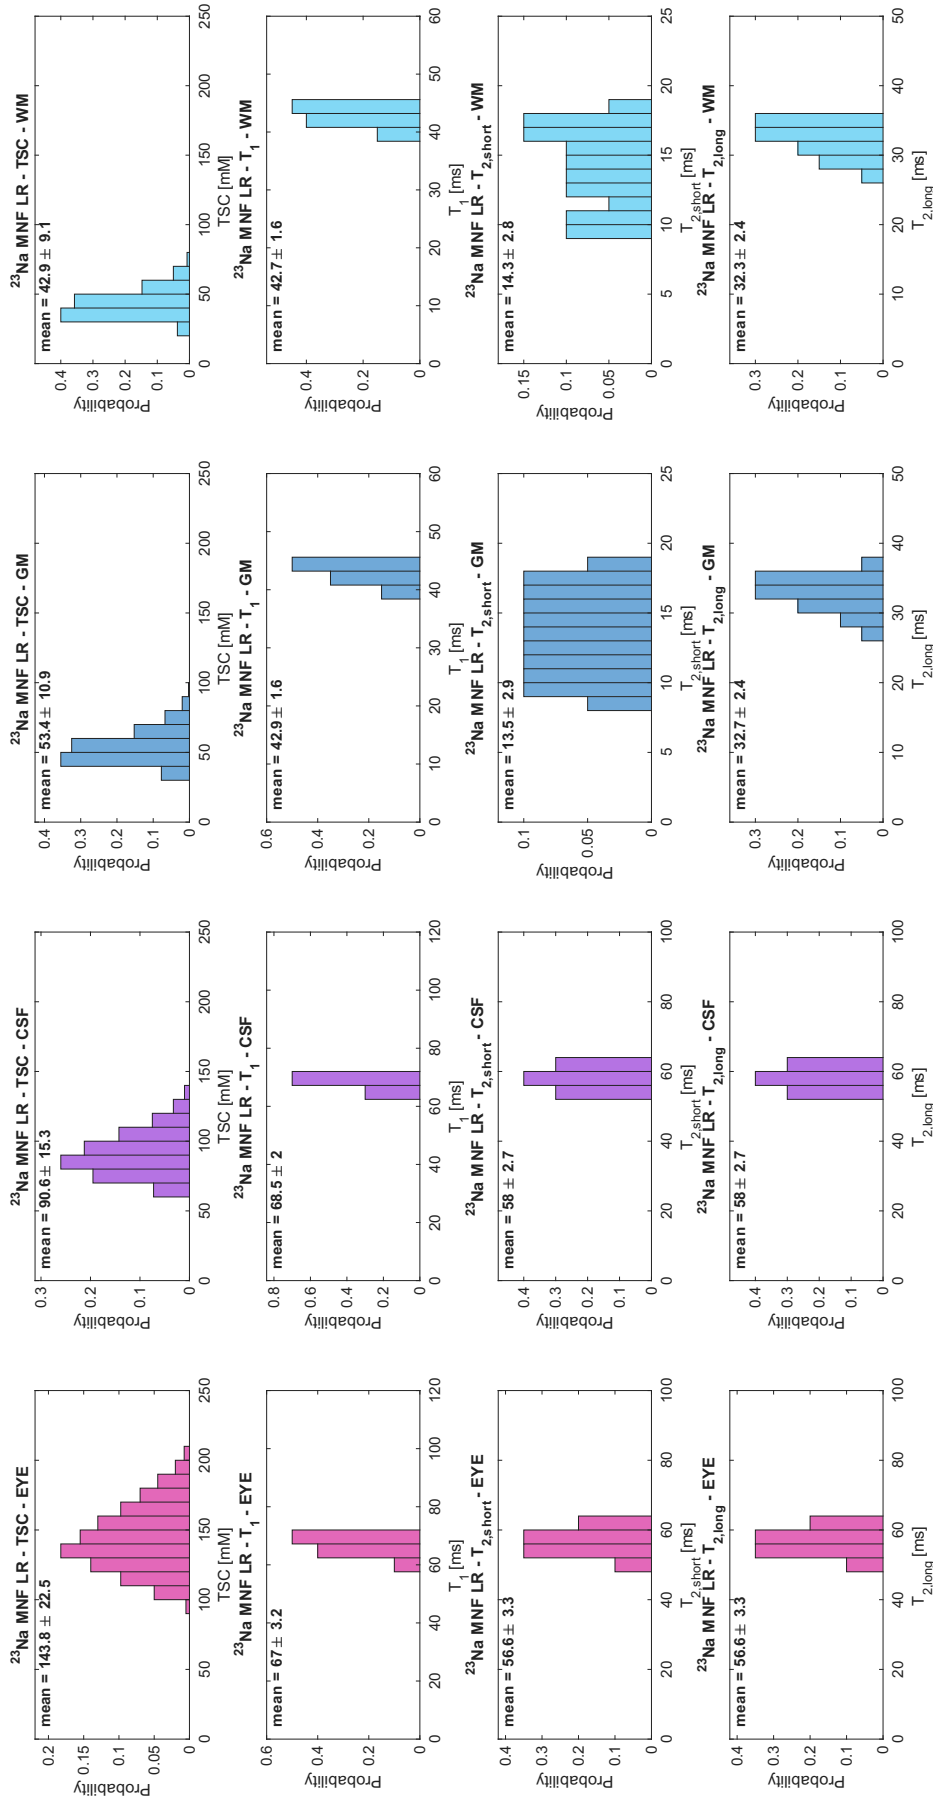 ²³Na MNF LR - TSC - EYE
mean = 143.8 ± 22.5
Probability
0.2
0.15
0.1
0.05
0
0 50 100 150 200 250
TSC [mM]
²³Na MNF LR - TSC - CSF
mean = 90.6 ± 15.3
Probability
0.3
0.2
0.1
0
0 50 100 150 200 250
TSC [mM]
²³Na MNF LR - TSC - GM
mean = 53.4 ± 10.9
Probability
0.4
0.3
0.2
0.1
0
0 50 100 150 200 250
TSC [mM]
²³Na MNF LR - TSC - WM
mean = 42.9 ± 9.1
Probability
0.4
0.3
0.2
0.1
0
0 50 100 150 200 250
TSC [mM]
²³Na MNF LR - T₁ - EYE
mean = 67 ± 3.2
Probability
0.6
0.4
0.2
0
0 20 40 60 80 100 120
T₁ [ms]
²³Na MNF LR - T₁ - CSF
mean = 68.5 ± 2
Probability
0.8
0.6
0.4
0.2
0
0 20 40 60 80 100 120
T₁ [ms]
²³Na MNF LR - T₁ - GM
mean = 42.9 ± 1.6
Probability
0.6
0.4
0.2
0
0 10 20 30 40 50 60
T₁ [ms]
²³Na MNF LR - T₁ - WM
mean = 42.7 ± 1.6
Probability
0.6
0.4
0.2
0
0 10 20 30 40 50 60
T₁ [ms]
²³Na MNF LR - T2,short - EYE
mean = 56.6 ± 3.3
Probability
0.4
0.3
0.2
0.1
0
0 20 40 60 80 100
T2,short [ms]
²³Na MNF LR - T2,short - CSF
mean = 58 ± 2.7
Probability
0.4
0.3
0.2
0.1
0
0 20 40 60 80 100
T2,short [ms]
²³Na MNF LR - T2,short - GM
mean = 13.5 ± 2.9
Probability
0.1
0.05
0
0 5 10 15 20 25
T2,short [ms]
²³Na MNF LR - T2,short - WM
mean = 14.3 ± 2.8
Probability
0.15
0.1
0.05
0
0 5 10 15 20 25
T2,short [ms]
²³Na MNF LR - T2,long - EYE
mean = 56.6 ± 3.3
Probability
0.4
0.3
0.2
0.1
0
0 20 40 60 80 100
T2,long [ms]
²³Na MNF LR - T2,long - CSF
mean = 58 ± 2.7
Probability
0.4
0.3
0.2
0.1
0
0 20 40 60 80 100
T2,long [ms]
²³Na MNF LR - T2,long - GM
mean = 32.7 ± 2.4
Probability
0.3
0.2
0.1
0
0 10 20 30 40 50
T2,long [ms]
²³Na MNF LR - T2,long - WM
mean = 32.3 ± 2.4
Probability
0.3
0.2
0.1
0
0 10 20 30 40 50
T2,long [ms]